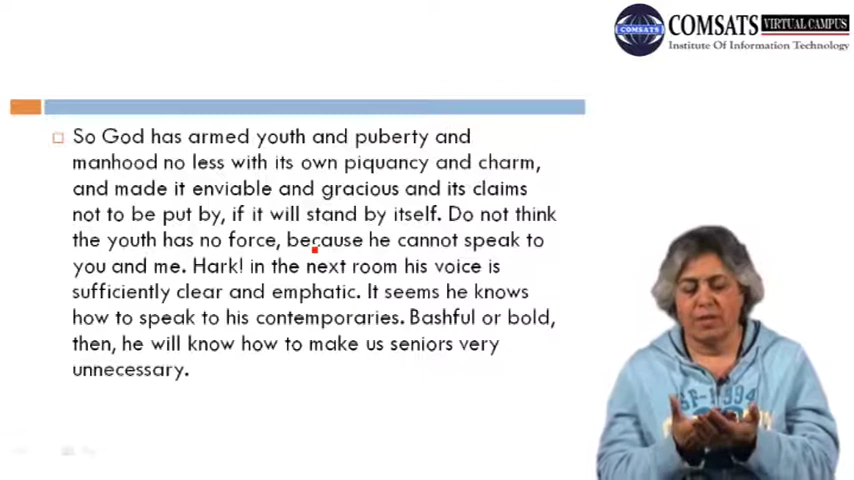 COMSATS VIRTUAL CAMPUS
COMSATS Institute Of Information Technology
So God has armed youth and puberty and
manhood no less with its own piquancy and charm,
and made it enviable and gracious and its claims
not to be put by, if it will stand by itself. Do not think
the youth has no force, because he cannot speak to
you and me. Hark! in the next room his voice is
sufficiently clear and emphatic. It seems he knows
how to speak to his contemporaries. Bashful or bold,
then, he will know how to make us seniors very
unnecessary.
SF-1994